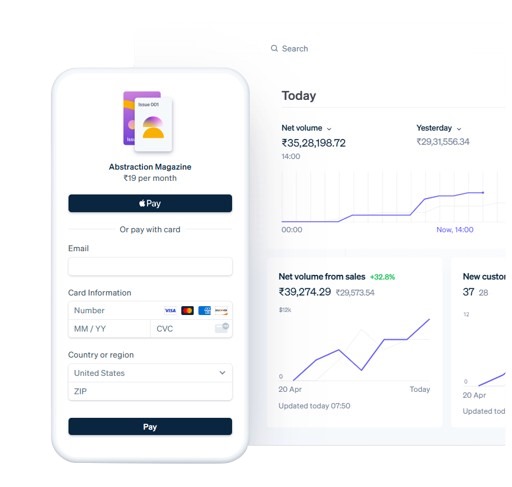 Search
Today
Net volume
₹35,28,198.72
14:00
Yesterday
₹29,31,556.34
00:00
Now, 14:00
Issue 001
Abstraction Magazine
₹19 per month
Pay
Or pay with card
Email
Card Information
Number
VISA
MM / YY
CVC
Country or region
United States
ZIP
Pay
Net volume from sales +32.8%
₹39,274.29 ₹29,573.54
$12k
0
20 Apr
Today
Updated today 07:50
New custo
37 28
12
0
20 Apr
Updated tod